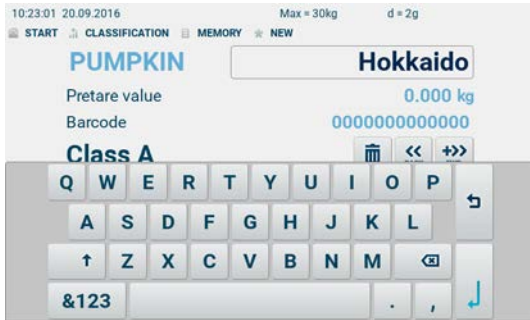 10:23:01 20.09.2016 Max = 30kg d = 2g
START CLASSIFICATION MEMORY NEW
PUMPKIN Hokkaido
Pretare value 0.000 kg
Barcode 0000000000000
Class A << +>>
Q W E R T Y U I O P
A S D F G H J K L
Z X C V B N M
&123 . ,